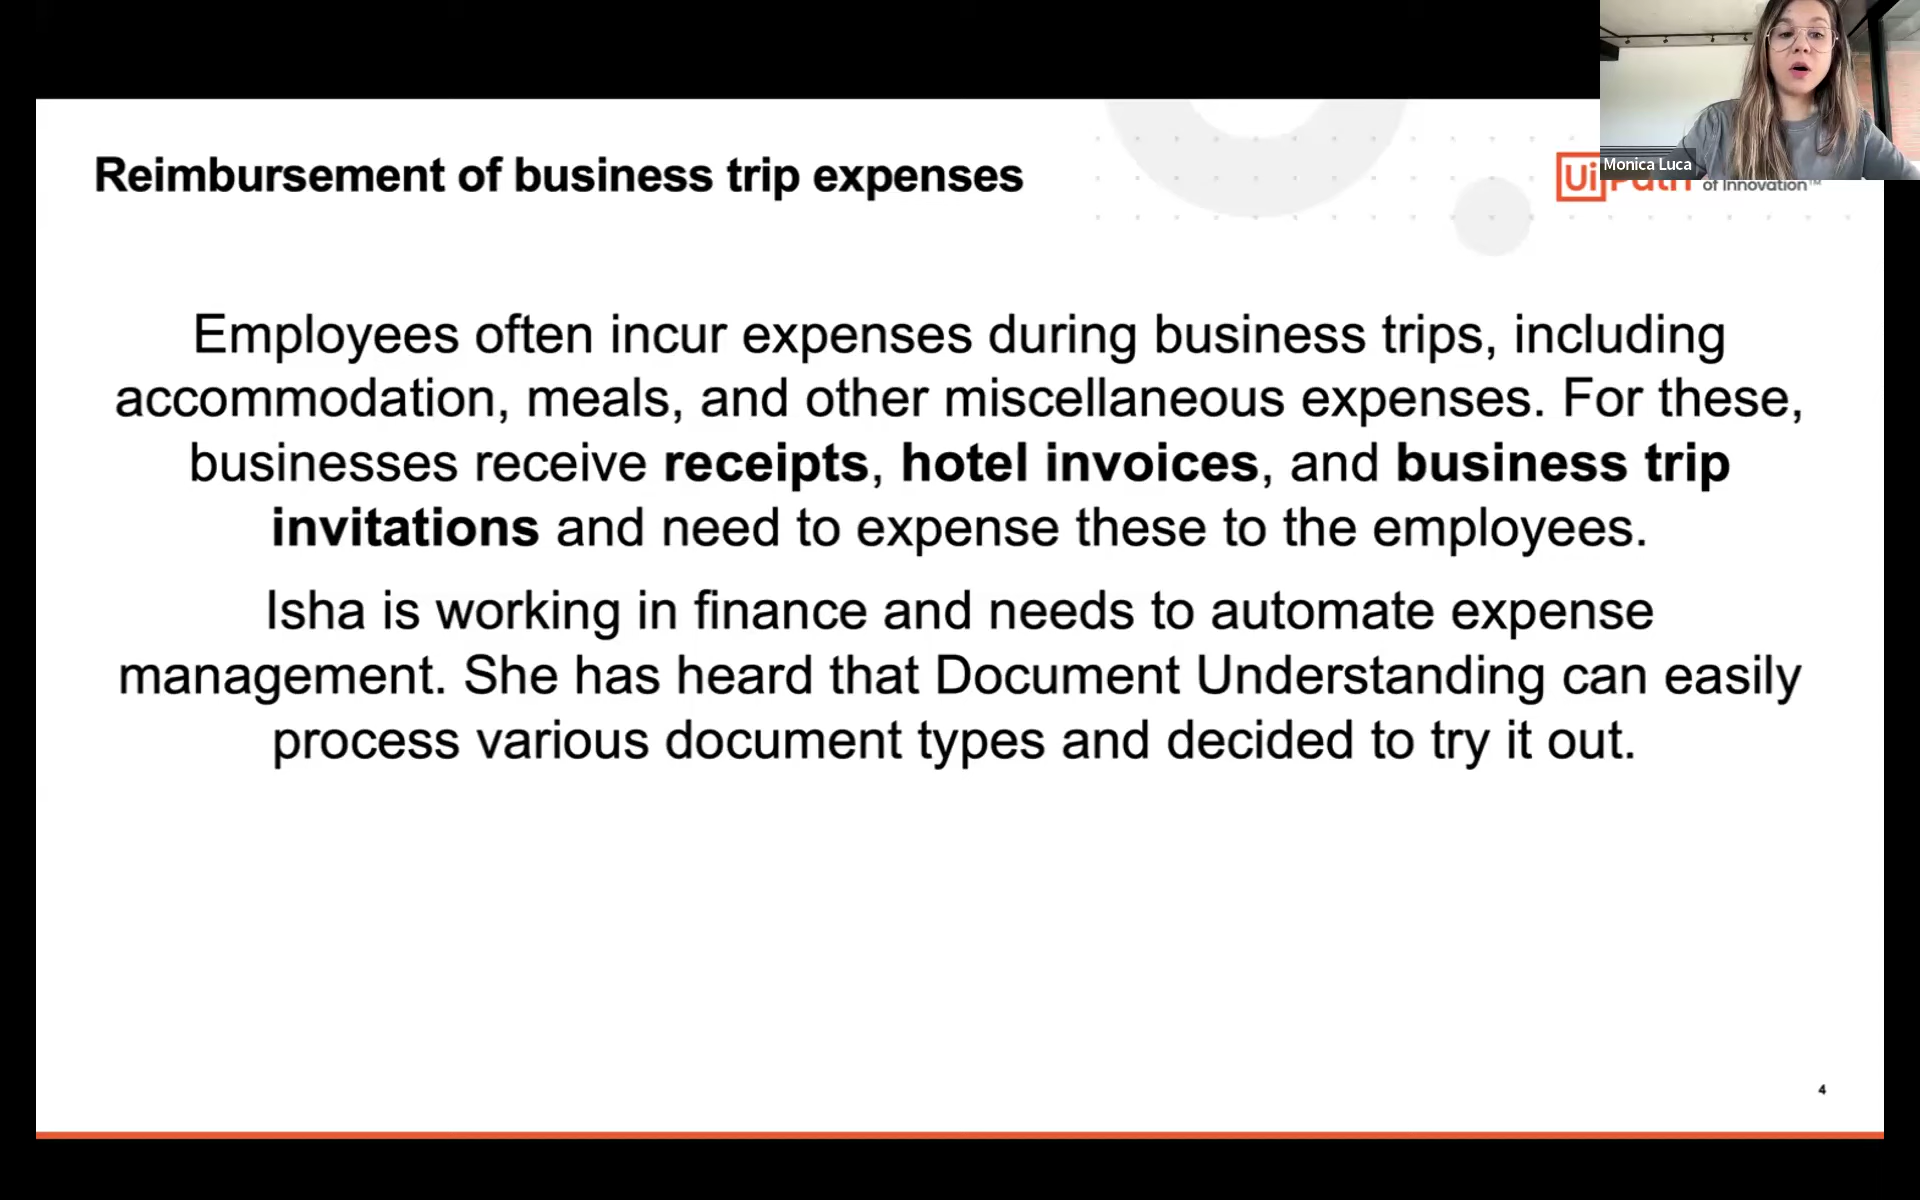 Reimbursement of business trip expenses
Monica Luca
Ui
of Innovation™
Employees often incur expenses during business trips, including
accommodation, meals, and other miscellaneous expenses. For these,
businesses receive receipts, hotel invoices, and business trip
invitations and need to expense these to the employees.
Isha is working in finance and needs to automate expense
management. She has heard that Document Understanding can easily
process various document types and decided to try it out.
4